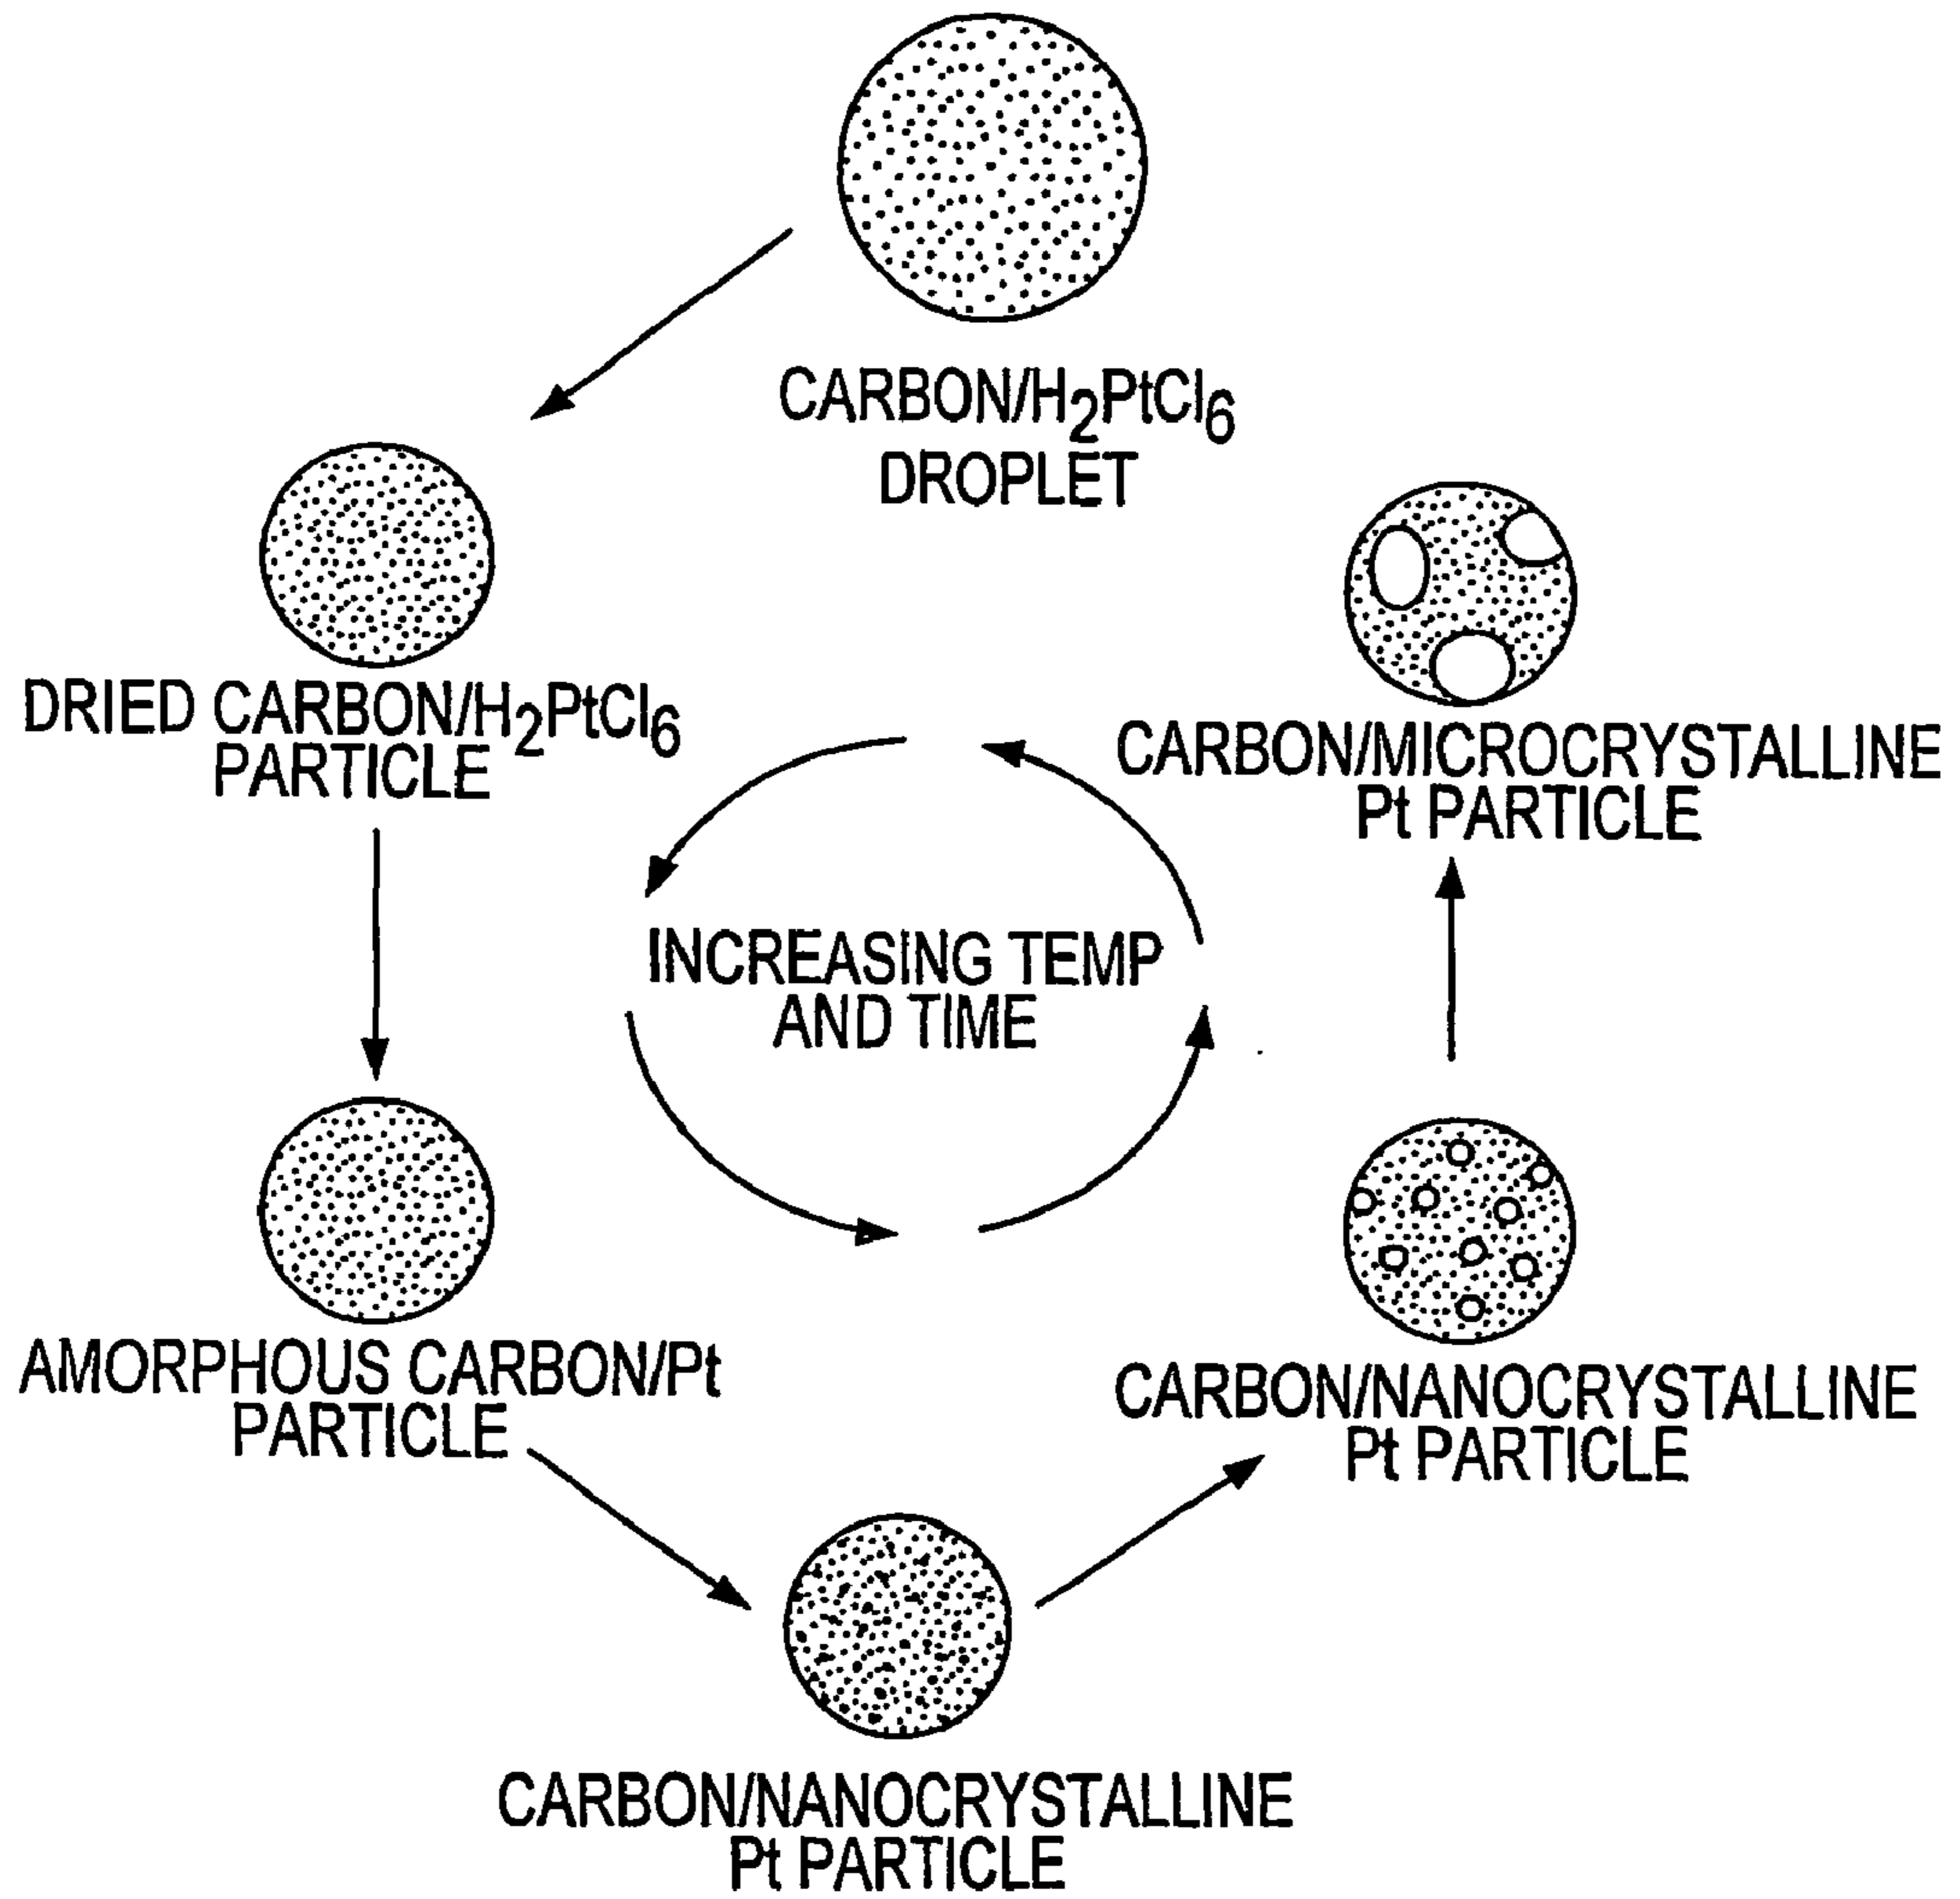 CARBON/H₂PtCl₆
DROPLET
DRIED CARBON/H₂PtCl₆
PARTICLE
CARBON/MICROCRYSTALLINE
Pt PARTICLE
INCREASING TEMP
AND TIME
AMORPHOUS CARBON/Pt
PARTICLE
CARBON/NANOCRYSTALLINE
Pt PARTICLE
CARBON/NANOCRYSTALLINE
Pt PARTICLE